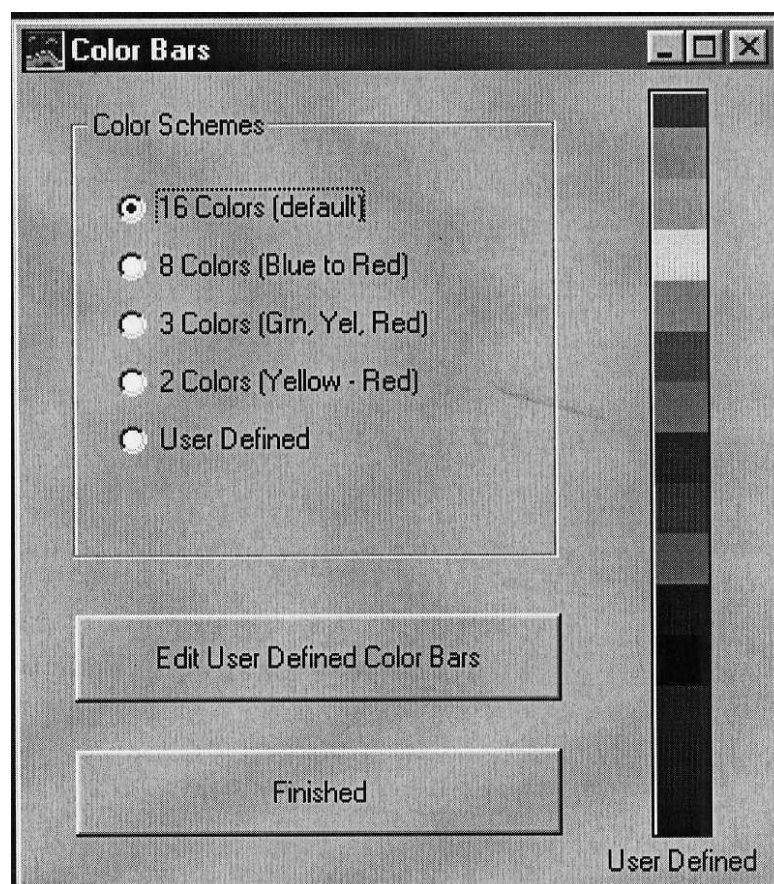 Color Bars
Color Schemes
16 Colors (default)
8 Colors (Blue to Red)
3 Colors (Grn, Yel, Red)
2 Colors (Yellow - Red)
User Defined
Edit User Defined Color Bars
Finished
User Defined